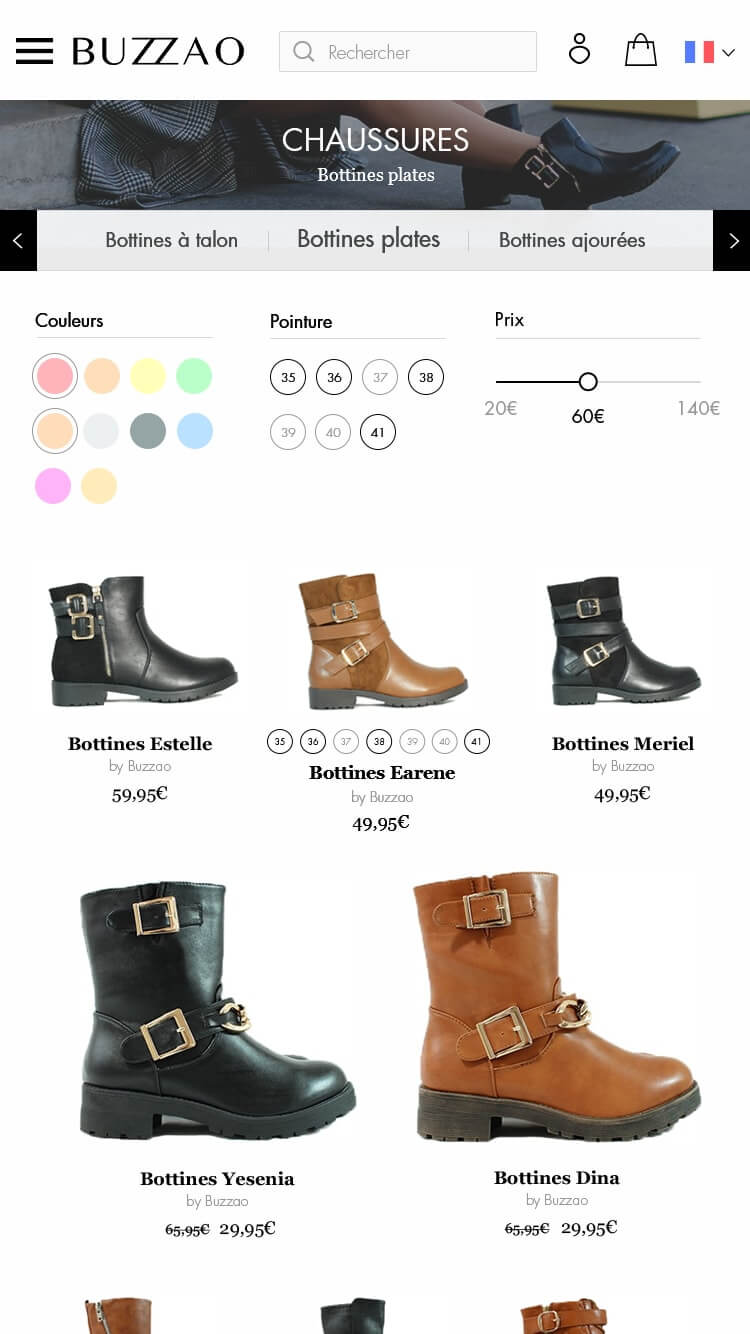 BUZZAO
Rechercher
CHAUSSURES
Bottines plates
Bottines à talon
Bottines plates
Bottines ajourées
Couleurs
Pointure
35 36 37 38
39 40 41
Prix
20€
60€
140€
Bottines Estelle
by Buzzao
59,95€
35 36 37 38 39 40 41
Bottines Earene
by Buzzao
49,95€
Bottines Meriel
by Buzzao
49,95€
Bottines Yesenia
by Buzzao
65,95€ 29,95€
Bottines Dina
by Buzzao
65,95€ 29,95€